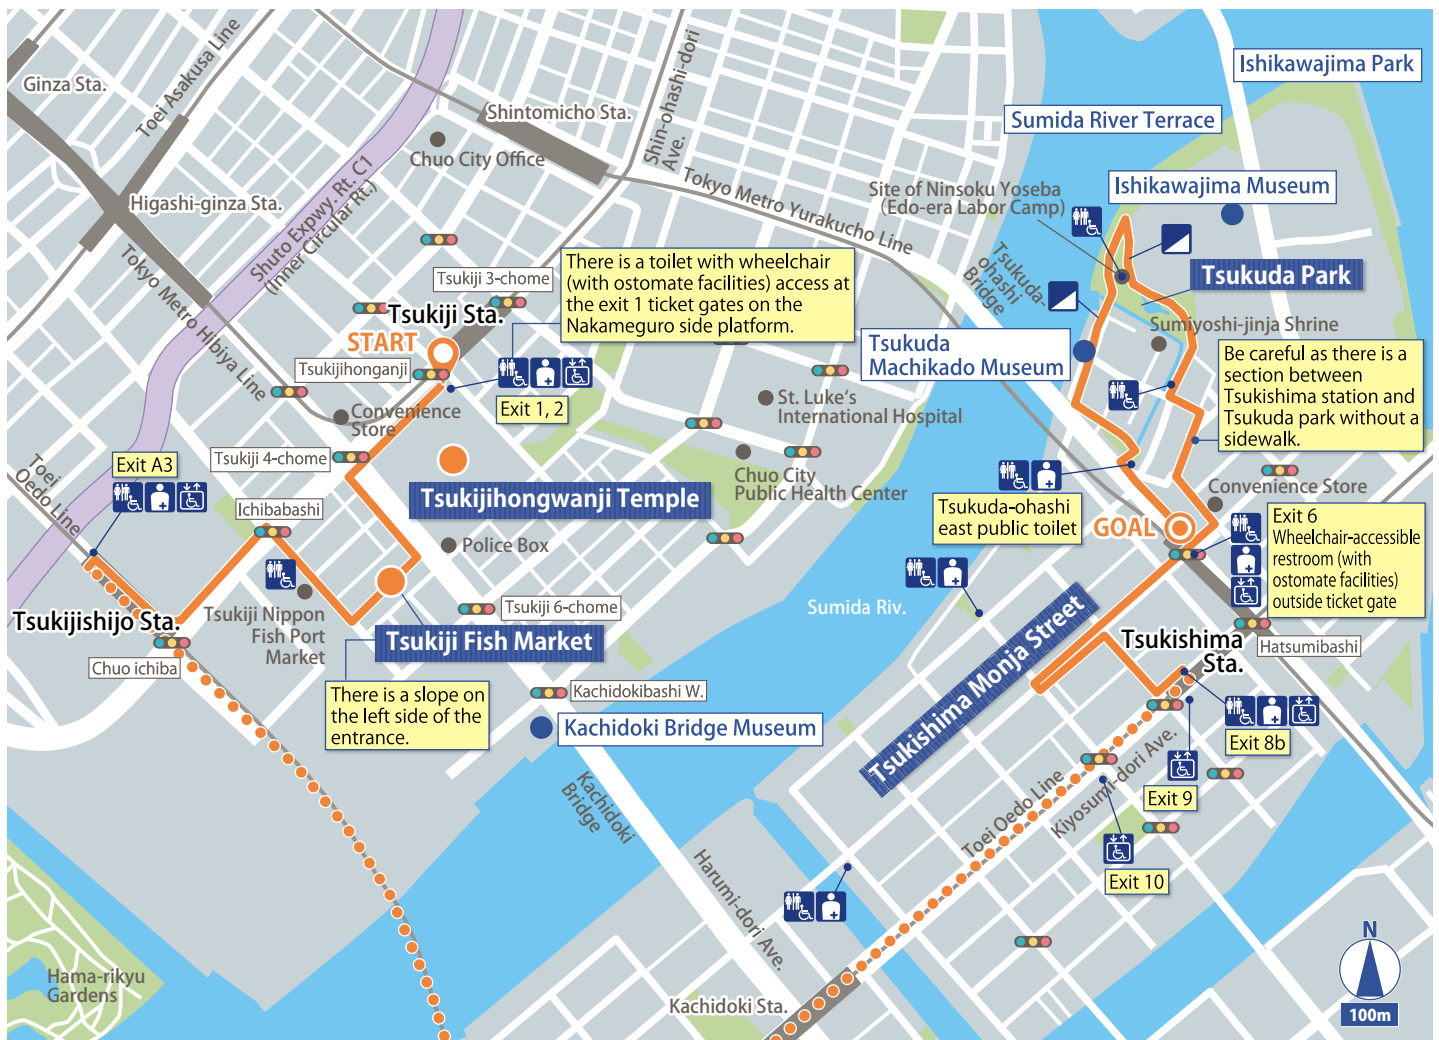 Ginza Sta.
Toei Asakusa Line
Shintomicho Sta.
Chuo City Office
Shin-ohashi-dori
Ave.
Ishikawajima Park
Sumida River Terrace
Tokyo Metro Yurakucho Line
Site of Ninsoku Yoseba
(Edo-era Labor Camp)
Ishikawajima Museum
Higashi-ginza Sta.
Shuto Expwy. Rt. C1
(Inner Circular Rt.)
Tokyo Metro Hibiya Line
Tsukiji 3-chome
There is a toilet with wheelchair
(with ostomate facilities) access at
the exit 1 ticket gates on the
Nakameguro side platform.
Tsukuda-
ohashi
Bridge
Tsukuda Park
Tsukiji Sta.
START
Tsukijihonganji
Sumiyoshi-jinja Shrine
Tsukuda
Machikado Museum
Be careful as there is a
section between
Tsukishima station and
Tsukuda park without a
sidewalk.
Exit 1, 2
Convenience
Store
St. Luke's
International Hospital
Tsukiji 4-chome
Exit A3
Toei
Oedo Line
Tsukijihongwanji Temple
Chuo City
Public Health Center
Convenience Store
Ichibabashi
Tsukuda-ohashi
east public toilet
GOAL
Exit 6
Wheelchair-accessible
restroom (with
ostomate facilities)
outside ticket gate
Police Box
Tsukijishijo Sta.
Tsukiji Nippon
Fish Port
Market
Tsukiji 6-chome
Sumida Riv.
Tsukiji Fish Market
Chuo ichiba
Tsukishima
Sta.
Hatsumibashi
Tsukishima Monja Street
There is a slope on
the left side of the
entrance.
Kachidokibashi W.
Kachidoki Bridge Museum
Exit 8b
Kachidoki
Bridge
Exit 9
Kiyosumi-dori Ave.
Toei Oedo Line
Exit 10
Harumi-dori Ave.
Hama-rikyu
Gardens
Kachidoki Sta.
N
100m